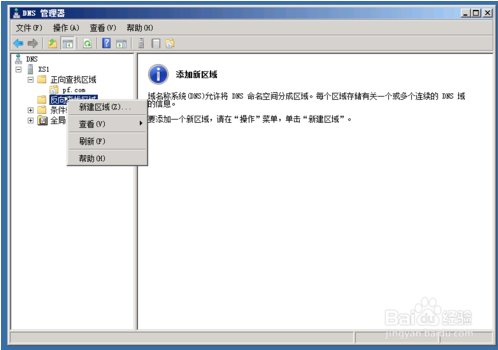 DNS 管理器
文件(F) 操作(A) 查看(V) 帮助(H)
DNS
XS1
正向查找区域
pf.com
反向查找区域
条件
全局
新建区域(Z)...
查看(V)
刷新(F)
帮助(H)
添加新区域
域名称系统(DNS)允许将 DNS 命名空间分成区域。每个区域存储有关一个或多个连续的 DNS 域
的信息。
要添加一个新区域，请在“操作”菜单，单击“新建区域”。
Baidu 经验
jingyan.baidu.com